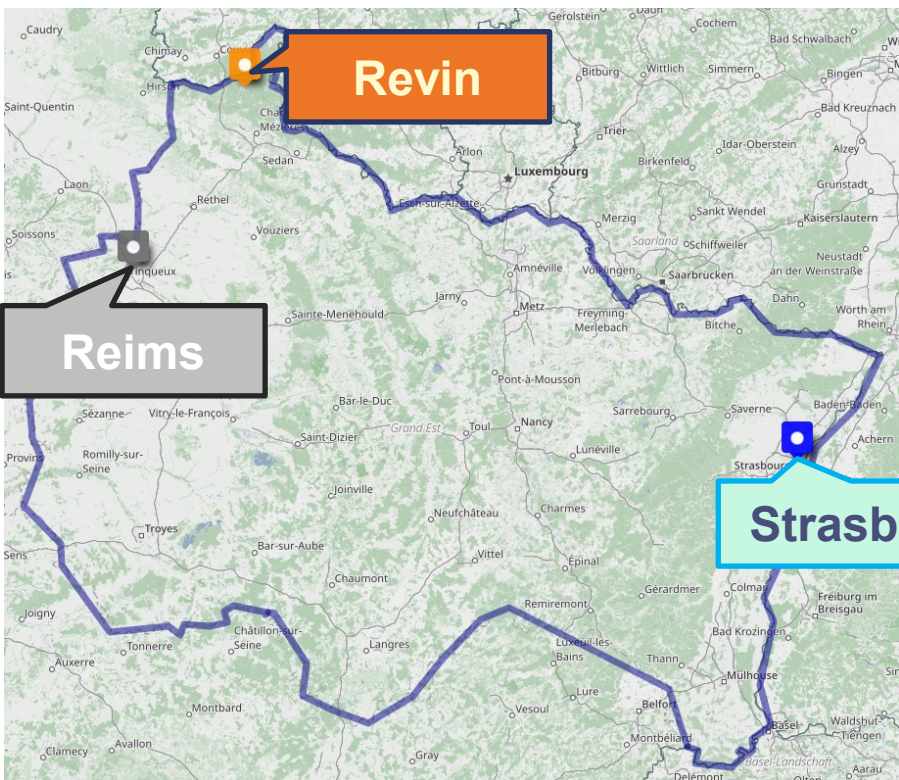 Caudry
Gerolstein
Daun
Cochem
Bad Schwalbach
Chimay
Revin
Bitburg
Wittlich
Simmern
Bingen
Hirson
Saint-Quentin
Bad Kreuznach
Trier
Idar-Oberstein
Alzey
Sedan
Arlon
Birkenfeld
Laon
Luxembourg
Grunstadt
Rethel
Esch-sur-Alzette
Merzig
Sankt Wendel
Kaiserslautern
Soissons
Vouziers
Saarland
Schiffweiler
Neustadt
an der Weinstraße
inqueux
Amnéville
Völklingen
Saarbrücken
Jarny
Metz
Dahn
Sainte-Menehould
Freyming-
Merlebach
Bitche
Wörth am
Rhein
Reims
Pont-à-Mousson
Bar-le-Duc
Sézanne
Vitry-le-François
Sarrebourg
Saverne
Baden-Baden
Grand Est
Toul
Nancy
Achern
Saint-Dizier
Lunéville
Provins
Romilly-sur-
Seine
Strasbou
Joinville
Neufchâteau
Charmes
Troyes
Strasb
Sens
Bar-sur-Aube
Vittel
Épinal
Chaumont
Gérardmer
Colmar
Freiburg im
Breisgau
Joigny
Remiremont
Châtillon-sur-
Seine
Bad Krozingen
Tonnerre
Langres
Luxeuil-les-
Bains
Thann
Auxerre
Mulhouse
Lure
Montbard
Vesoul
Belfort
Basel
Waldshut-
Tiengen
Montbéliard
Clamecy
Avallon
Gray
Basel-Landschaft
Delémont
Olten
Aarau